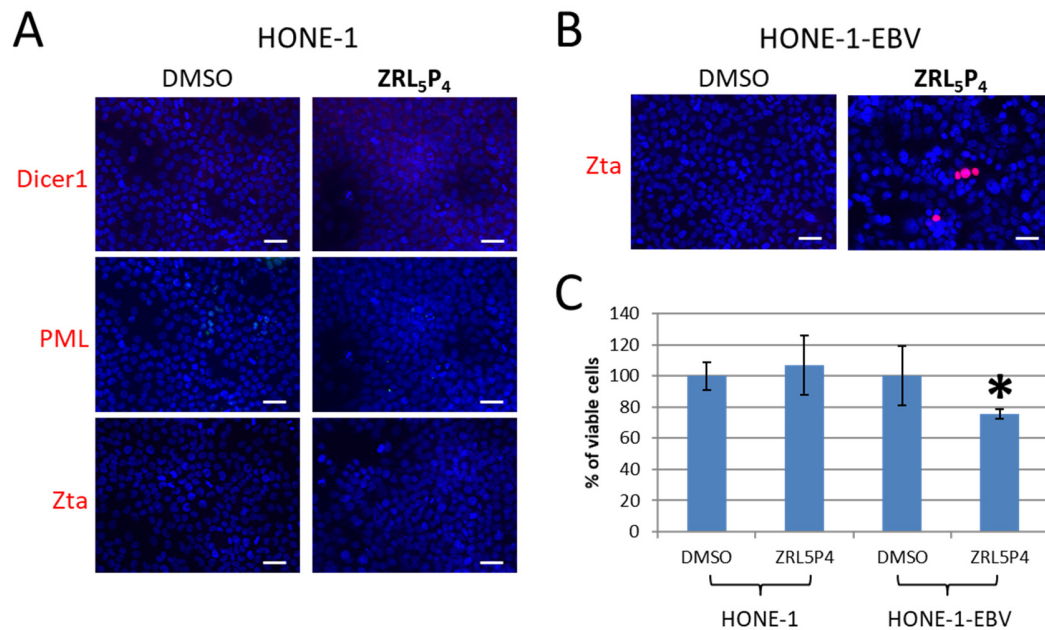 A
HONE-1
DMSO ZRL₅P₄
Dicer1
PML
Zta
B
HONE-1-EBV
DMSO ZRL₅P₄
Zta
C
% of viable cells
140
120
100
80
60
40
20
0
*
DMSO ZRL5P4 DMSO ZRL5P4
HONE-1 HONE-1-EBV